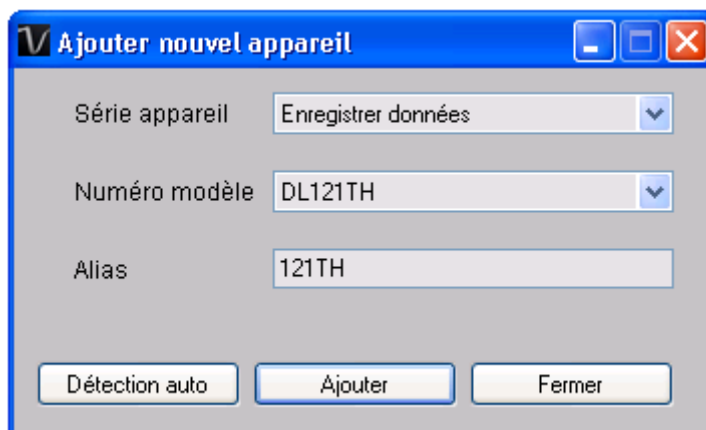 Ajouter nouvel appareil
Série appareil Enregistrer données
Numéro modèle DL121TH
Alias 121TH
Détection auto Ajouter Fermer